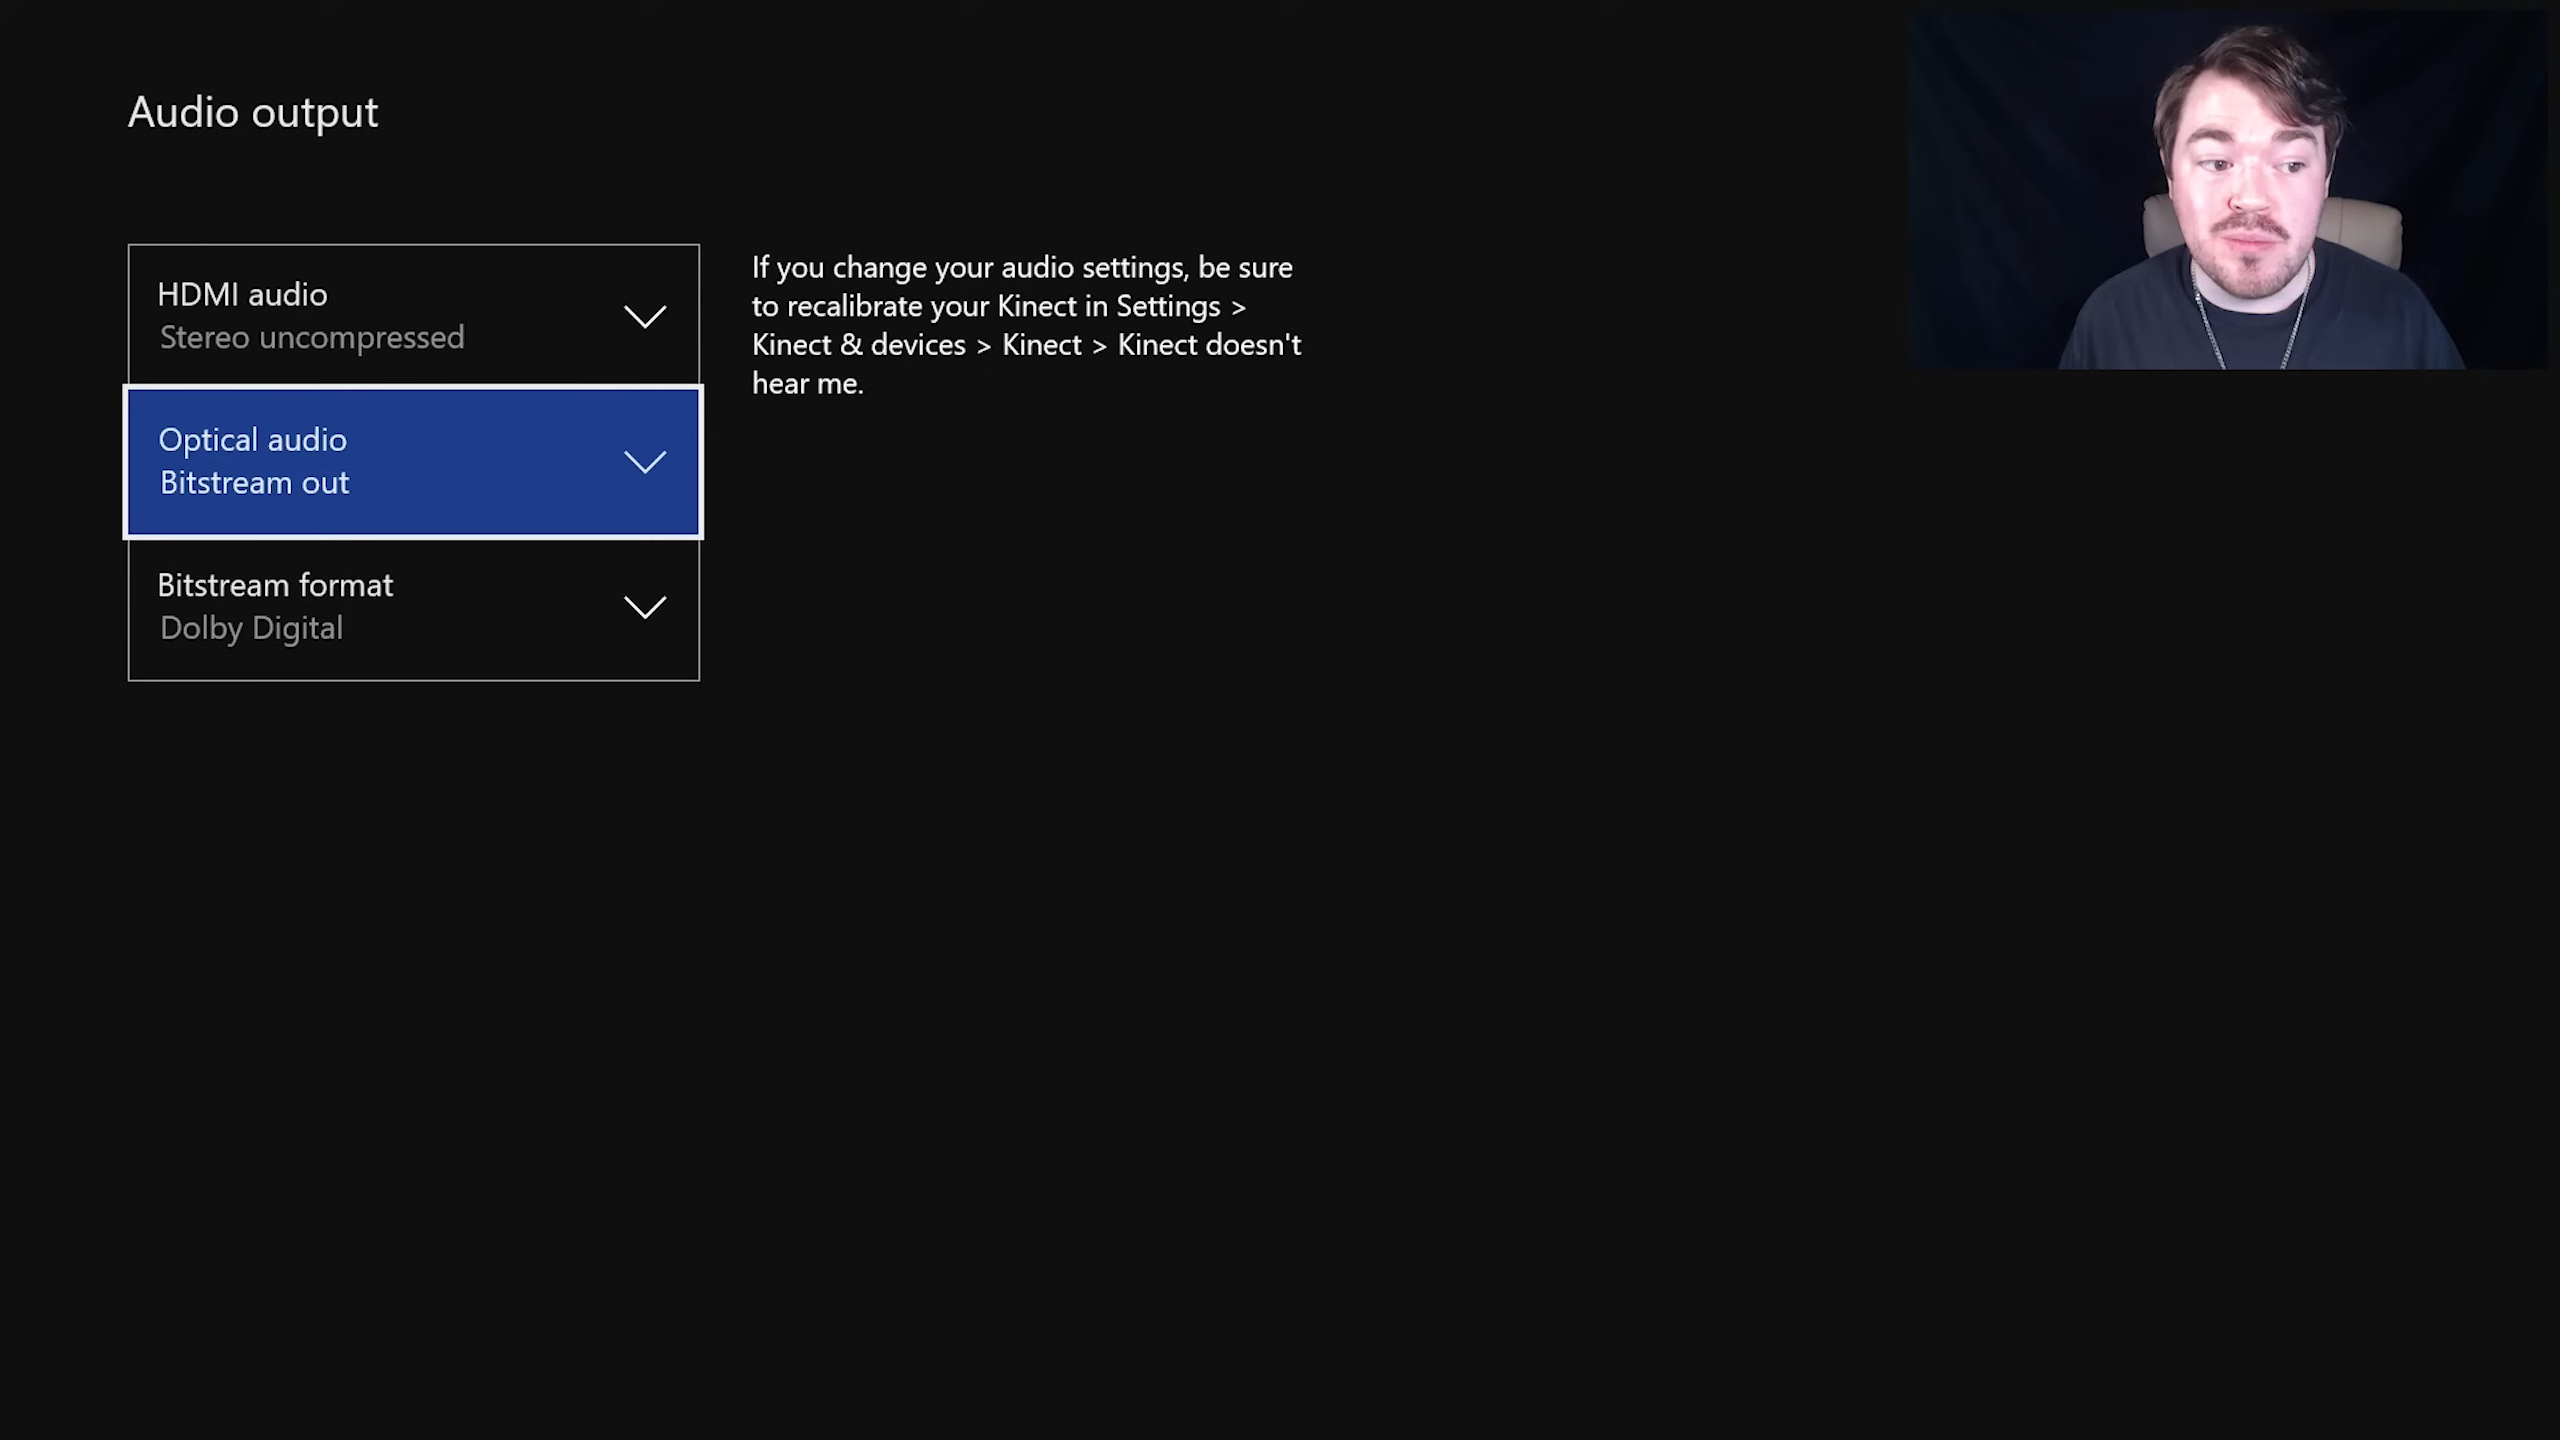 Audio output
HDMI audio
Stereo uncompressed
Optical audio
Bitstream out
Bitstream format
Dolby Digital
If you change your audio settings, be sure
to recalibrate your Kinect in Settings >
Kinect & devices > Kinect > Kinect doesn't
hear me.